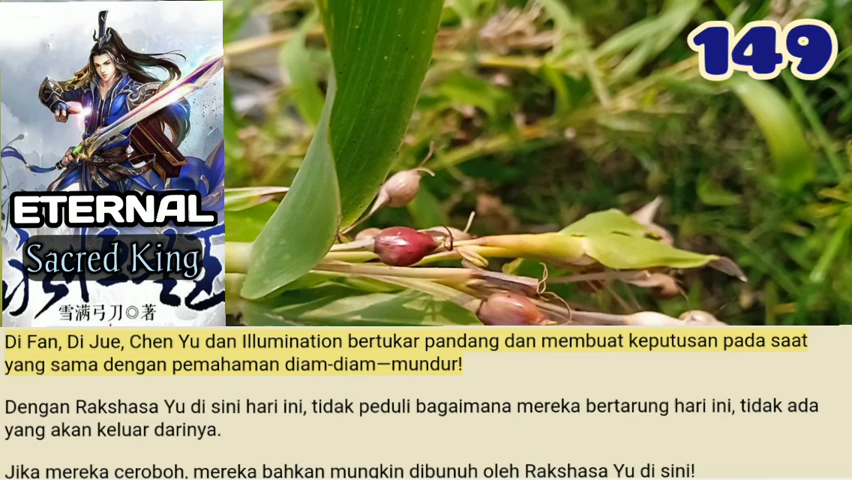 149
ETERNAL
Sacred King
雪满弓刀◎著
Di Fan, Di Jue, Chen Yu dan Illumination bertukar pandang dan membuat keputusan pada saat
yang sama dengan pemahaman diam-diam—mundur!
Dengan Rakshasa Yu di sini hari ini, tidak peduli bagaimana mereka bertarung hari ini, tidak ada
yang akan keluar darinya.
Jika mereka ceroboh, mereka bahkan mungkin dibunuh oleh Rakshasa Yu di sini!